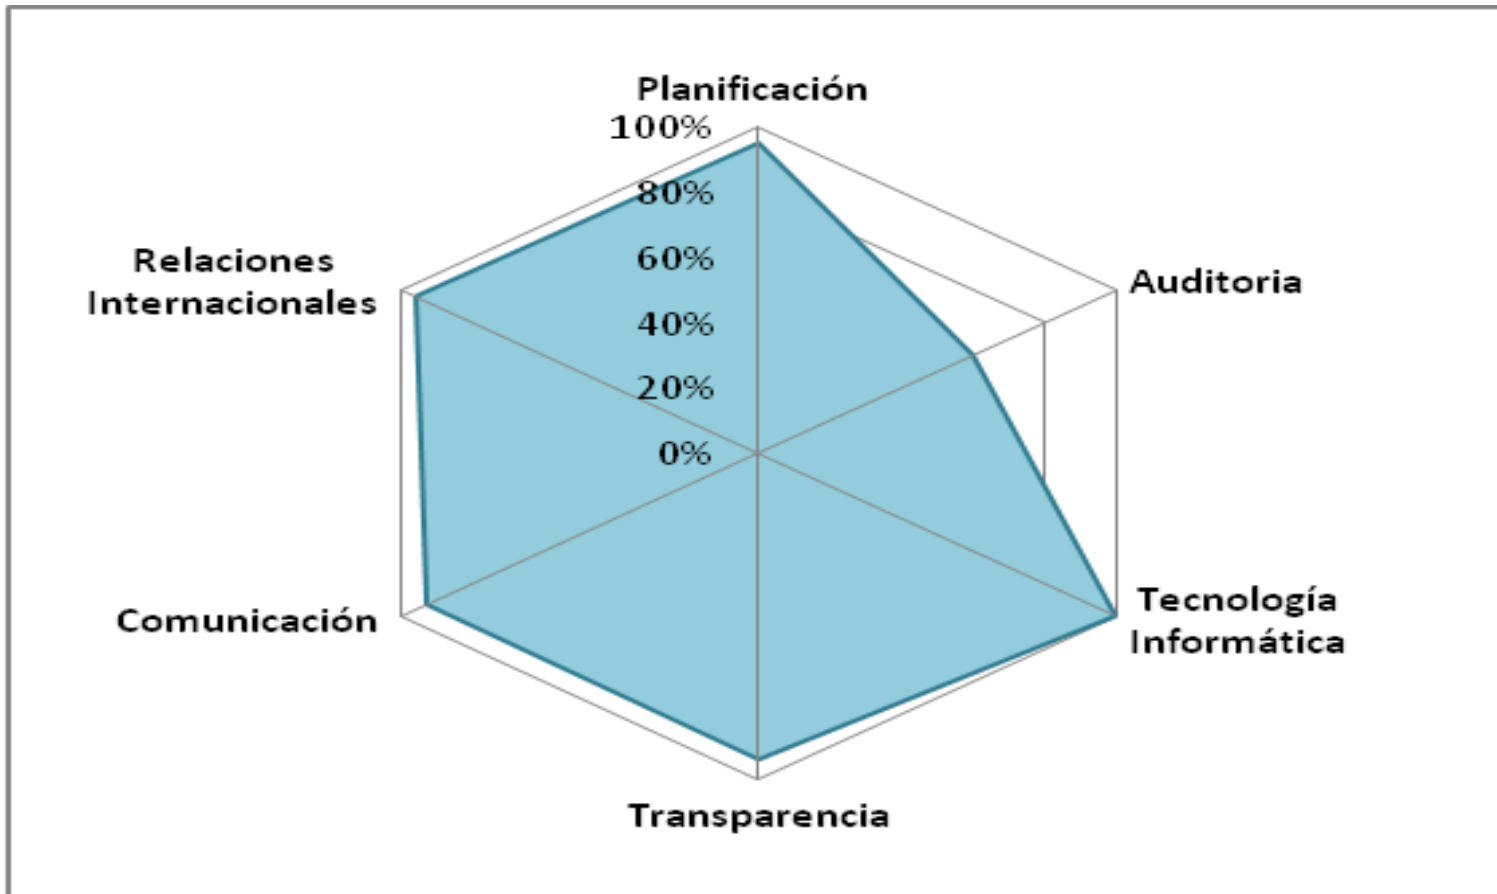 Planificación
100%
80%
60%
40%
20%
0%
Auditoria
Tecnología
Informática
Transparencia
Comunicación
Relaciones
Internacionales